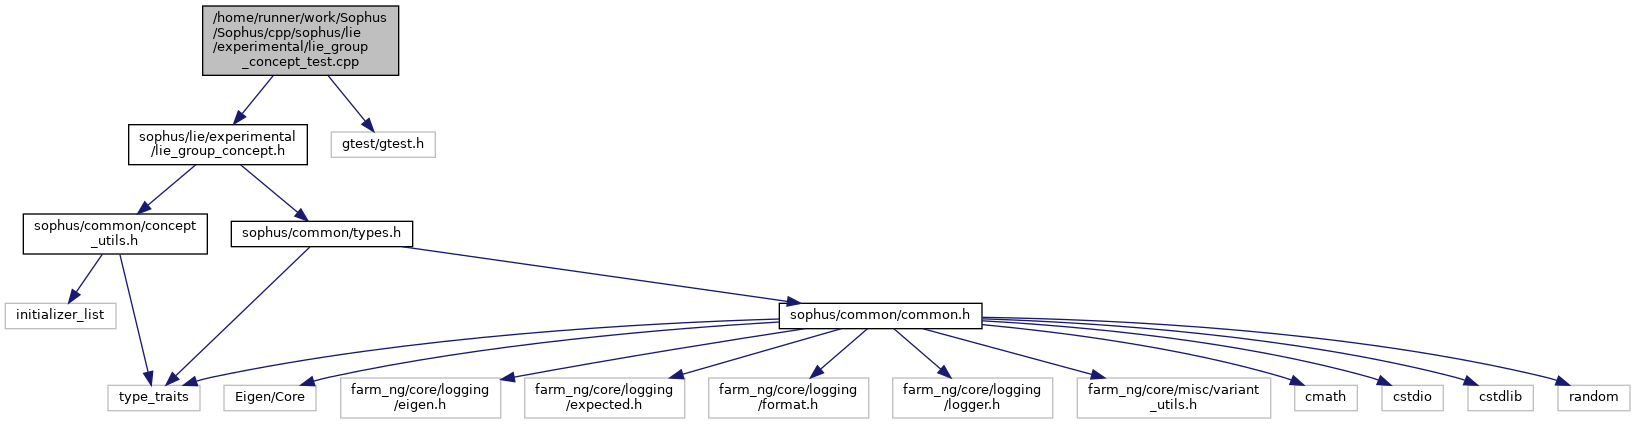 /home/runner/work/Sophus
/Sophus/cpp/sophus/lie
/experimental/lie_group
_concept_test.cpp
sophus/lie/experimental
/lie_group_concept.h
gtest/gtest.h
sophus/common/concept
_utils.h
sophus/common/types.h
initializer_list
sophus/common/common.h
type_traits
Eigen/Core
farm_ng/core/logging
/eigen.h
farm_ng/core/logging
/expected.h
farm_ng/core/logging
/format.h
farm_ng/core/logging
/logger.h
farm_ng/core/misc/variant
_utils.h
cmath
cstdio
cstdlib
random